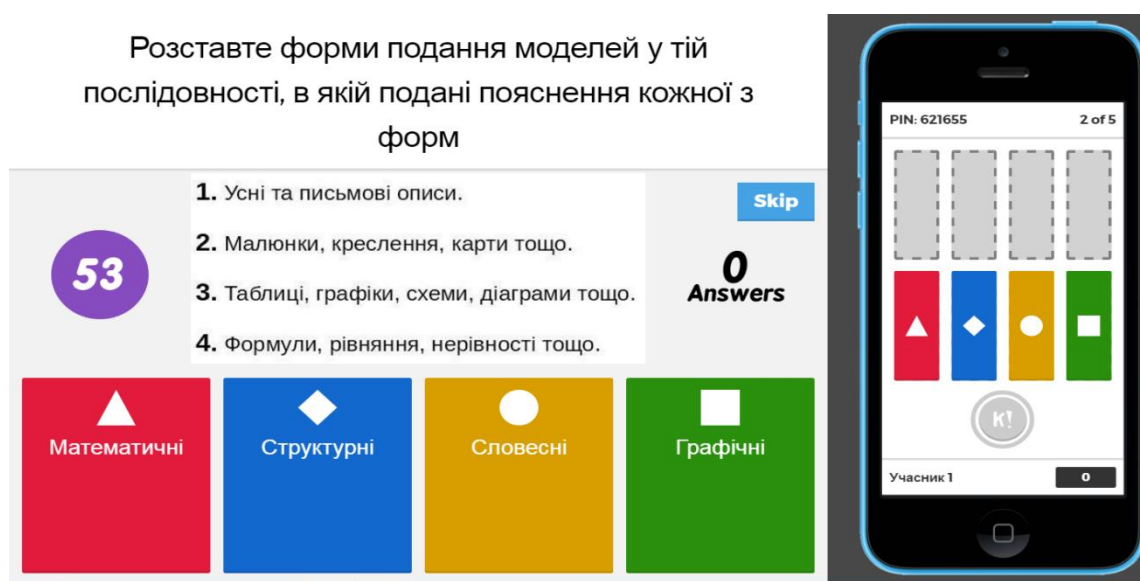 Розставте форми подання моделей у тій
послідовності, в якій подані пояснення кожної з
форм
1. Усні та письмові описи.
2. Малюнки, креслення, карти тощо.
3. Таблиці, графіки, схеми, діаграми тощо.
4. Формули, рівняння, нерівності тощо.
53
Skip
0
Answers
Математичні
Структурні
Словесні
Графічні
PIN: 621655 2 of 5
K!
Учасник 1 0